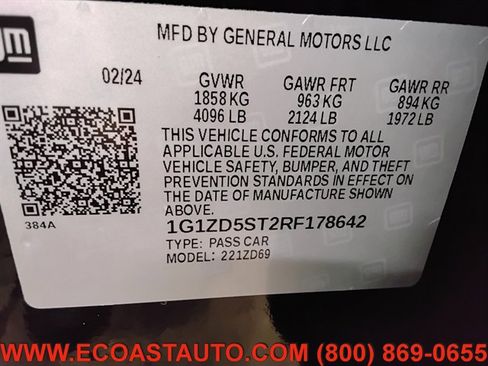 gm
MFD BY GENERAL MOTORS LLC
02/24 GVWR GAWR FRT GAWR RR
1858 KG 963 KG 894 KG
4096 LB 2124 LB 1972 LB
THIS VEHICLE CONFORMS TO ALL
APPLICABLE U.S. FEDERAL MOTOR
VEHICLE SAFETY, BUMPER, AND THEFT
PREVENTION STANDARDS IN EFFECT ON
THE DATE OF MANUFACTURE SHOWN
ABOVE.
384A
1G1ZD5ST2RF178642
TYPE: PASS CAR
MODEL: 221ZD69
WWW.ECOASTAUTO.COM (800) 869-0655